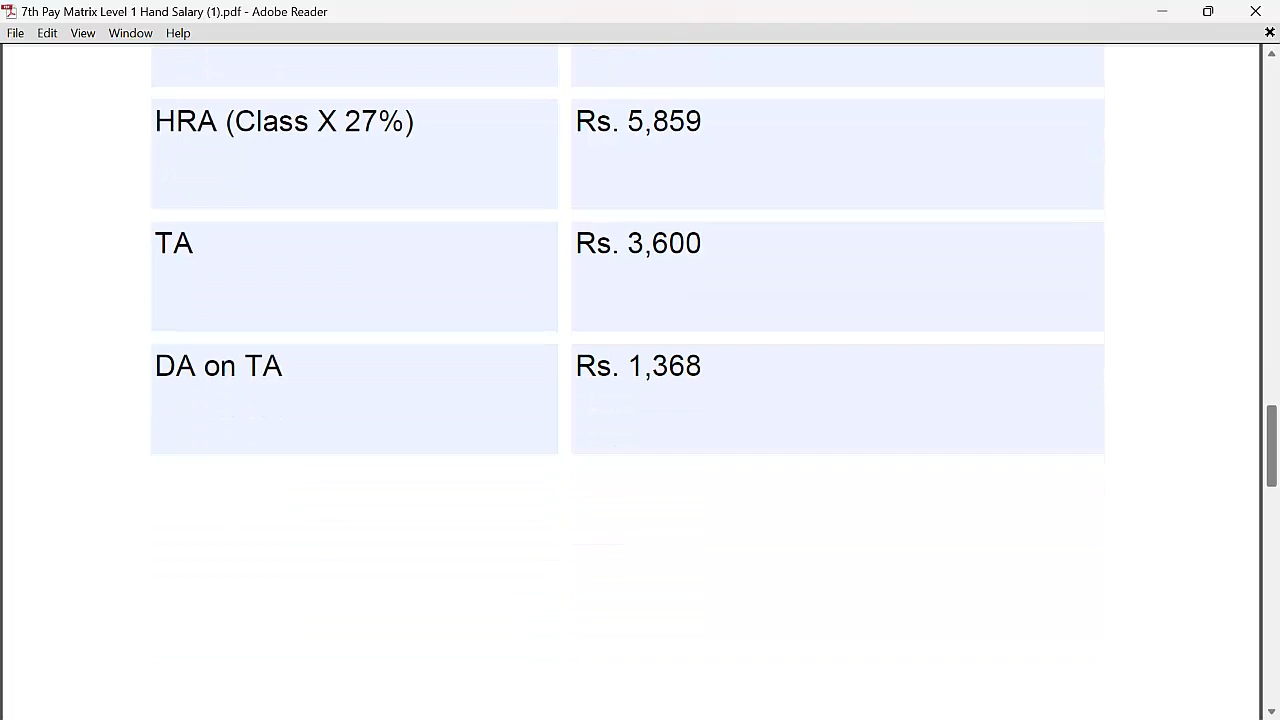 7th Pay Matrix Level 1 Hand Salary (1).pdf - Adobe Reader
File Edit View Window Help
HRA (Class X 27%) Rs. 5,859
TA Rs. 3,600
DA on TA Rs. 1,368